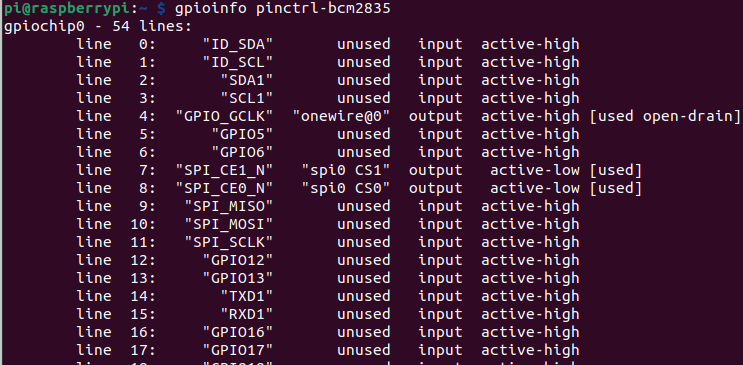 pi@raspberrypi:~ $ gpioinfo pinctrl-bcm2835
gpiochip0 - 54 lines:
line 0: "ID_SDA" unused input active-high
line 1: "ID_SCL" unused input active-high
line 2: "SDA1" unused input active-high
line 3: "SCL1" unused input active-high
line 4: "GPIO_GCLK" "onewire@0" output active-high [used open-drain]
line 5: "GPIO5" unused input active-high
line 6: "GPIO6" unused input active-high
line 7: "SPI_CE1_N" "spi0 CS1" output active-low [used]
line 8: "SPI_CE0_N" "spi0 CS0" output active-low [used]
line 9: "SPI_MISO" unused input active-high
line 10: "SPI_MOSI" unused input active-high
line 11: "SPI_SCLK" unused input active-high
line 12: "GPIO12" unused input active-high
line 13: "GPIO13" unused input active-high
line 14: "TXD1" unused input active-high
line 15: "RXD1" unused input active-high
line 16: "GPIO16" unused input active-high
line 17: "GPIO17" unused input active-high